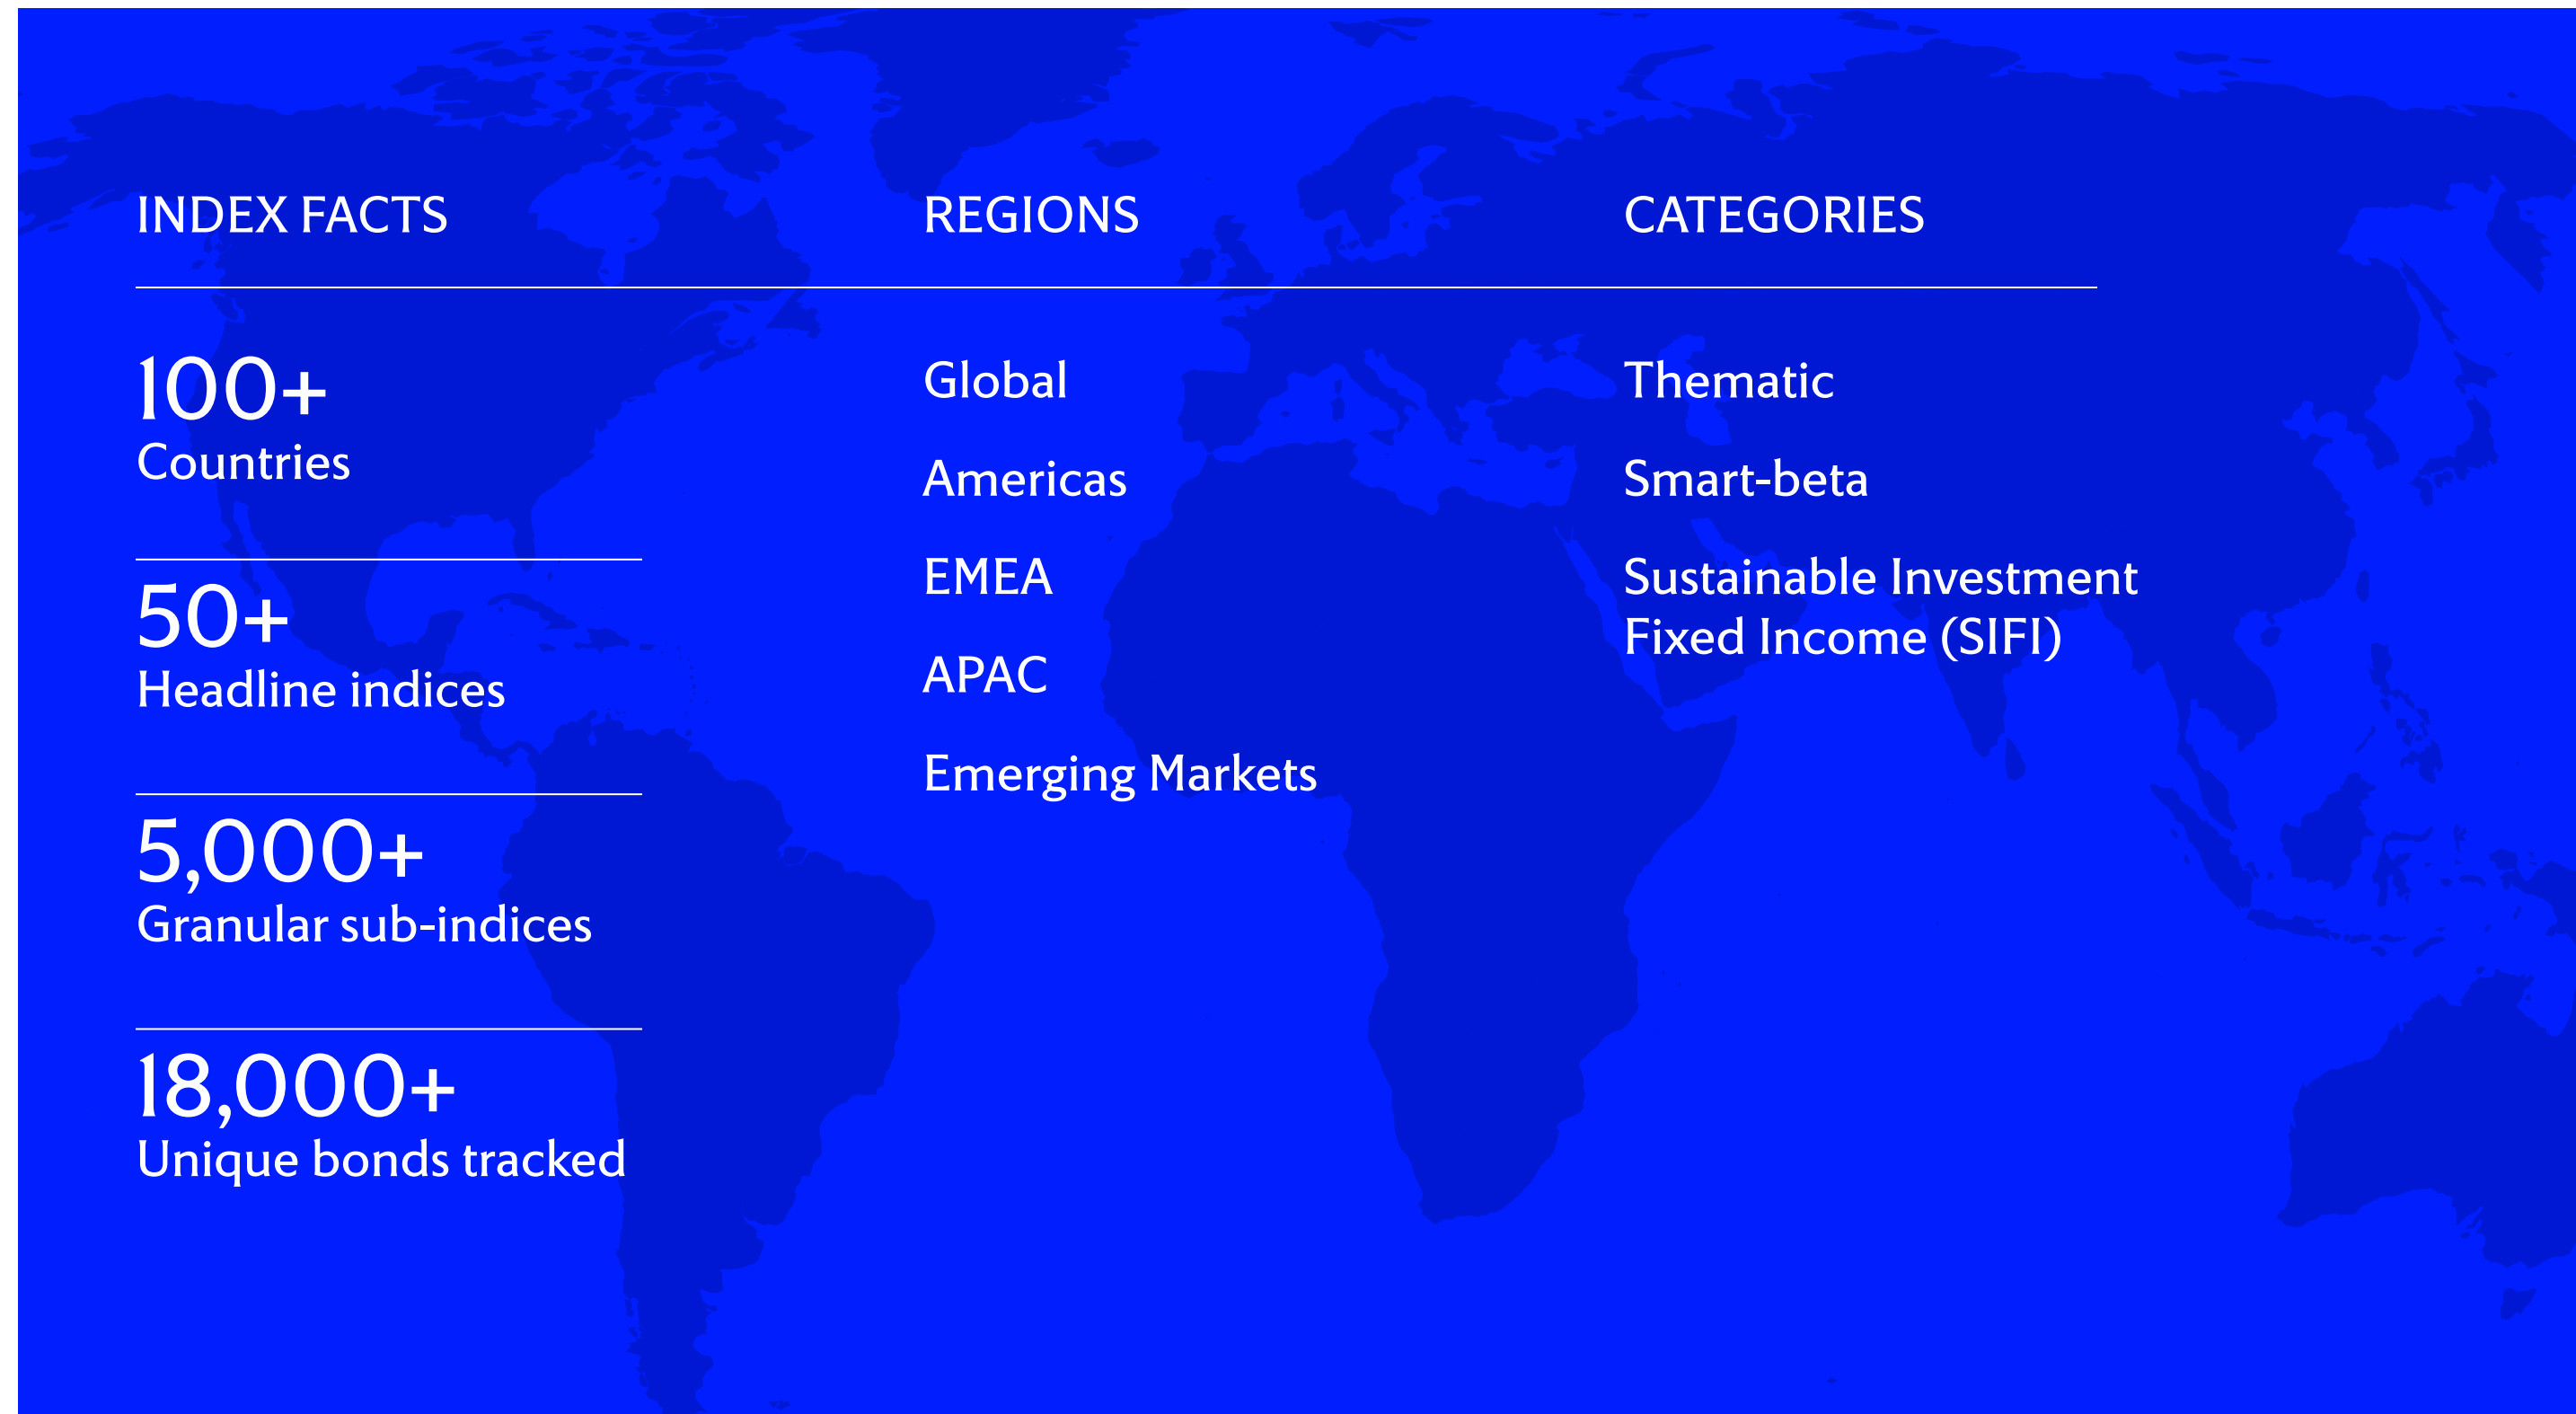 INDEX FACTS
100+
Countries
50+
Headline indices
5,000+
Granular sub-indices
18,000+
Unique bonds tracked
REGIONS
Global
Americas
EMEA
APAC
Emerging Markets
CATEGORIES
Thematic
Smart-beta
Sustainable Investment
Fixed Income (SIFI)